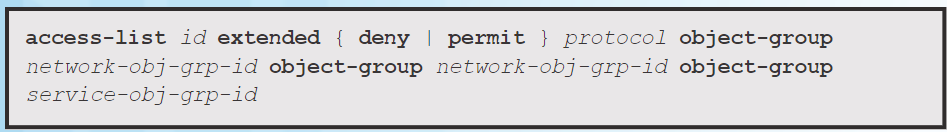 access-list id extended { deny | permit } protocol object-group
network-obj-grp-id object-group network-obj-grp-id object-group
service-obj-grp-id